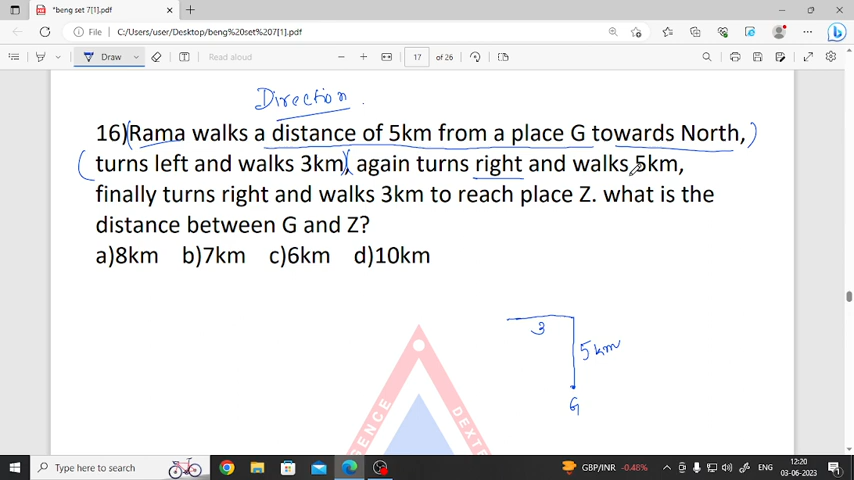 *beng set 7[1].pdf
File
C:/Users/user/Desktop/beng%20set%207[1].pdf
Draw
Read aloud
17
of 26
Direction.
16)Rama walks a distance of 5km from a place G towards North,
turns left and walks 3km, again turns right and walks 5km,
finally turns right and walks 3km to reach place Z. what is the
distance between G and Z?
a)8km b)7km c)6km d)10km
3
5km
G
ENCE
DEXTE
Type here to search
GBP/INR -0.48%
ENG
12:20
03-06-2023